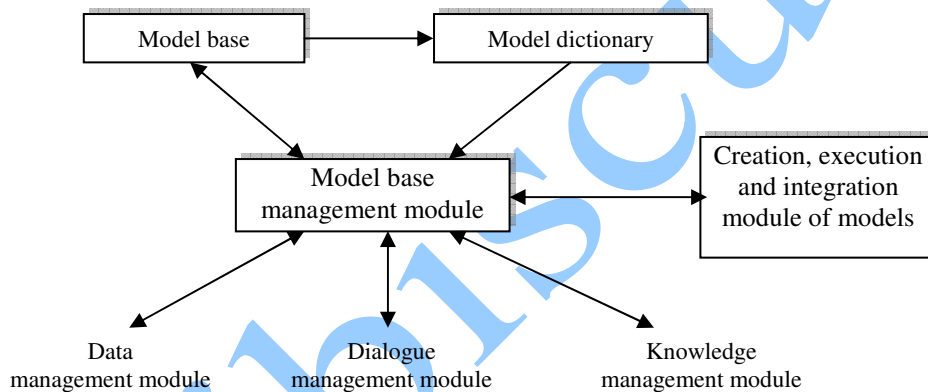 Model base
Model dictionary
Model base
management module
Creation, execution
and integration
module of models
Data
management module
Dialogue
management module
Knowledge
management module